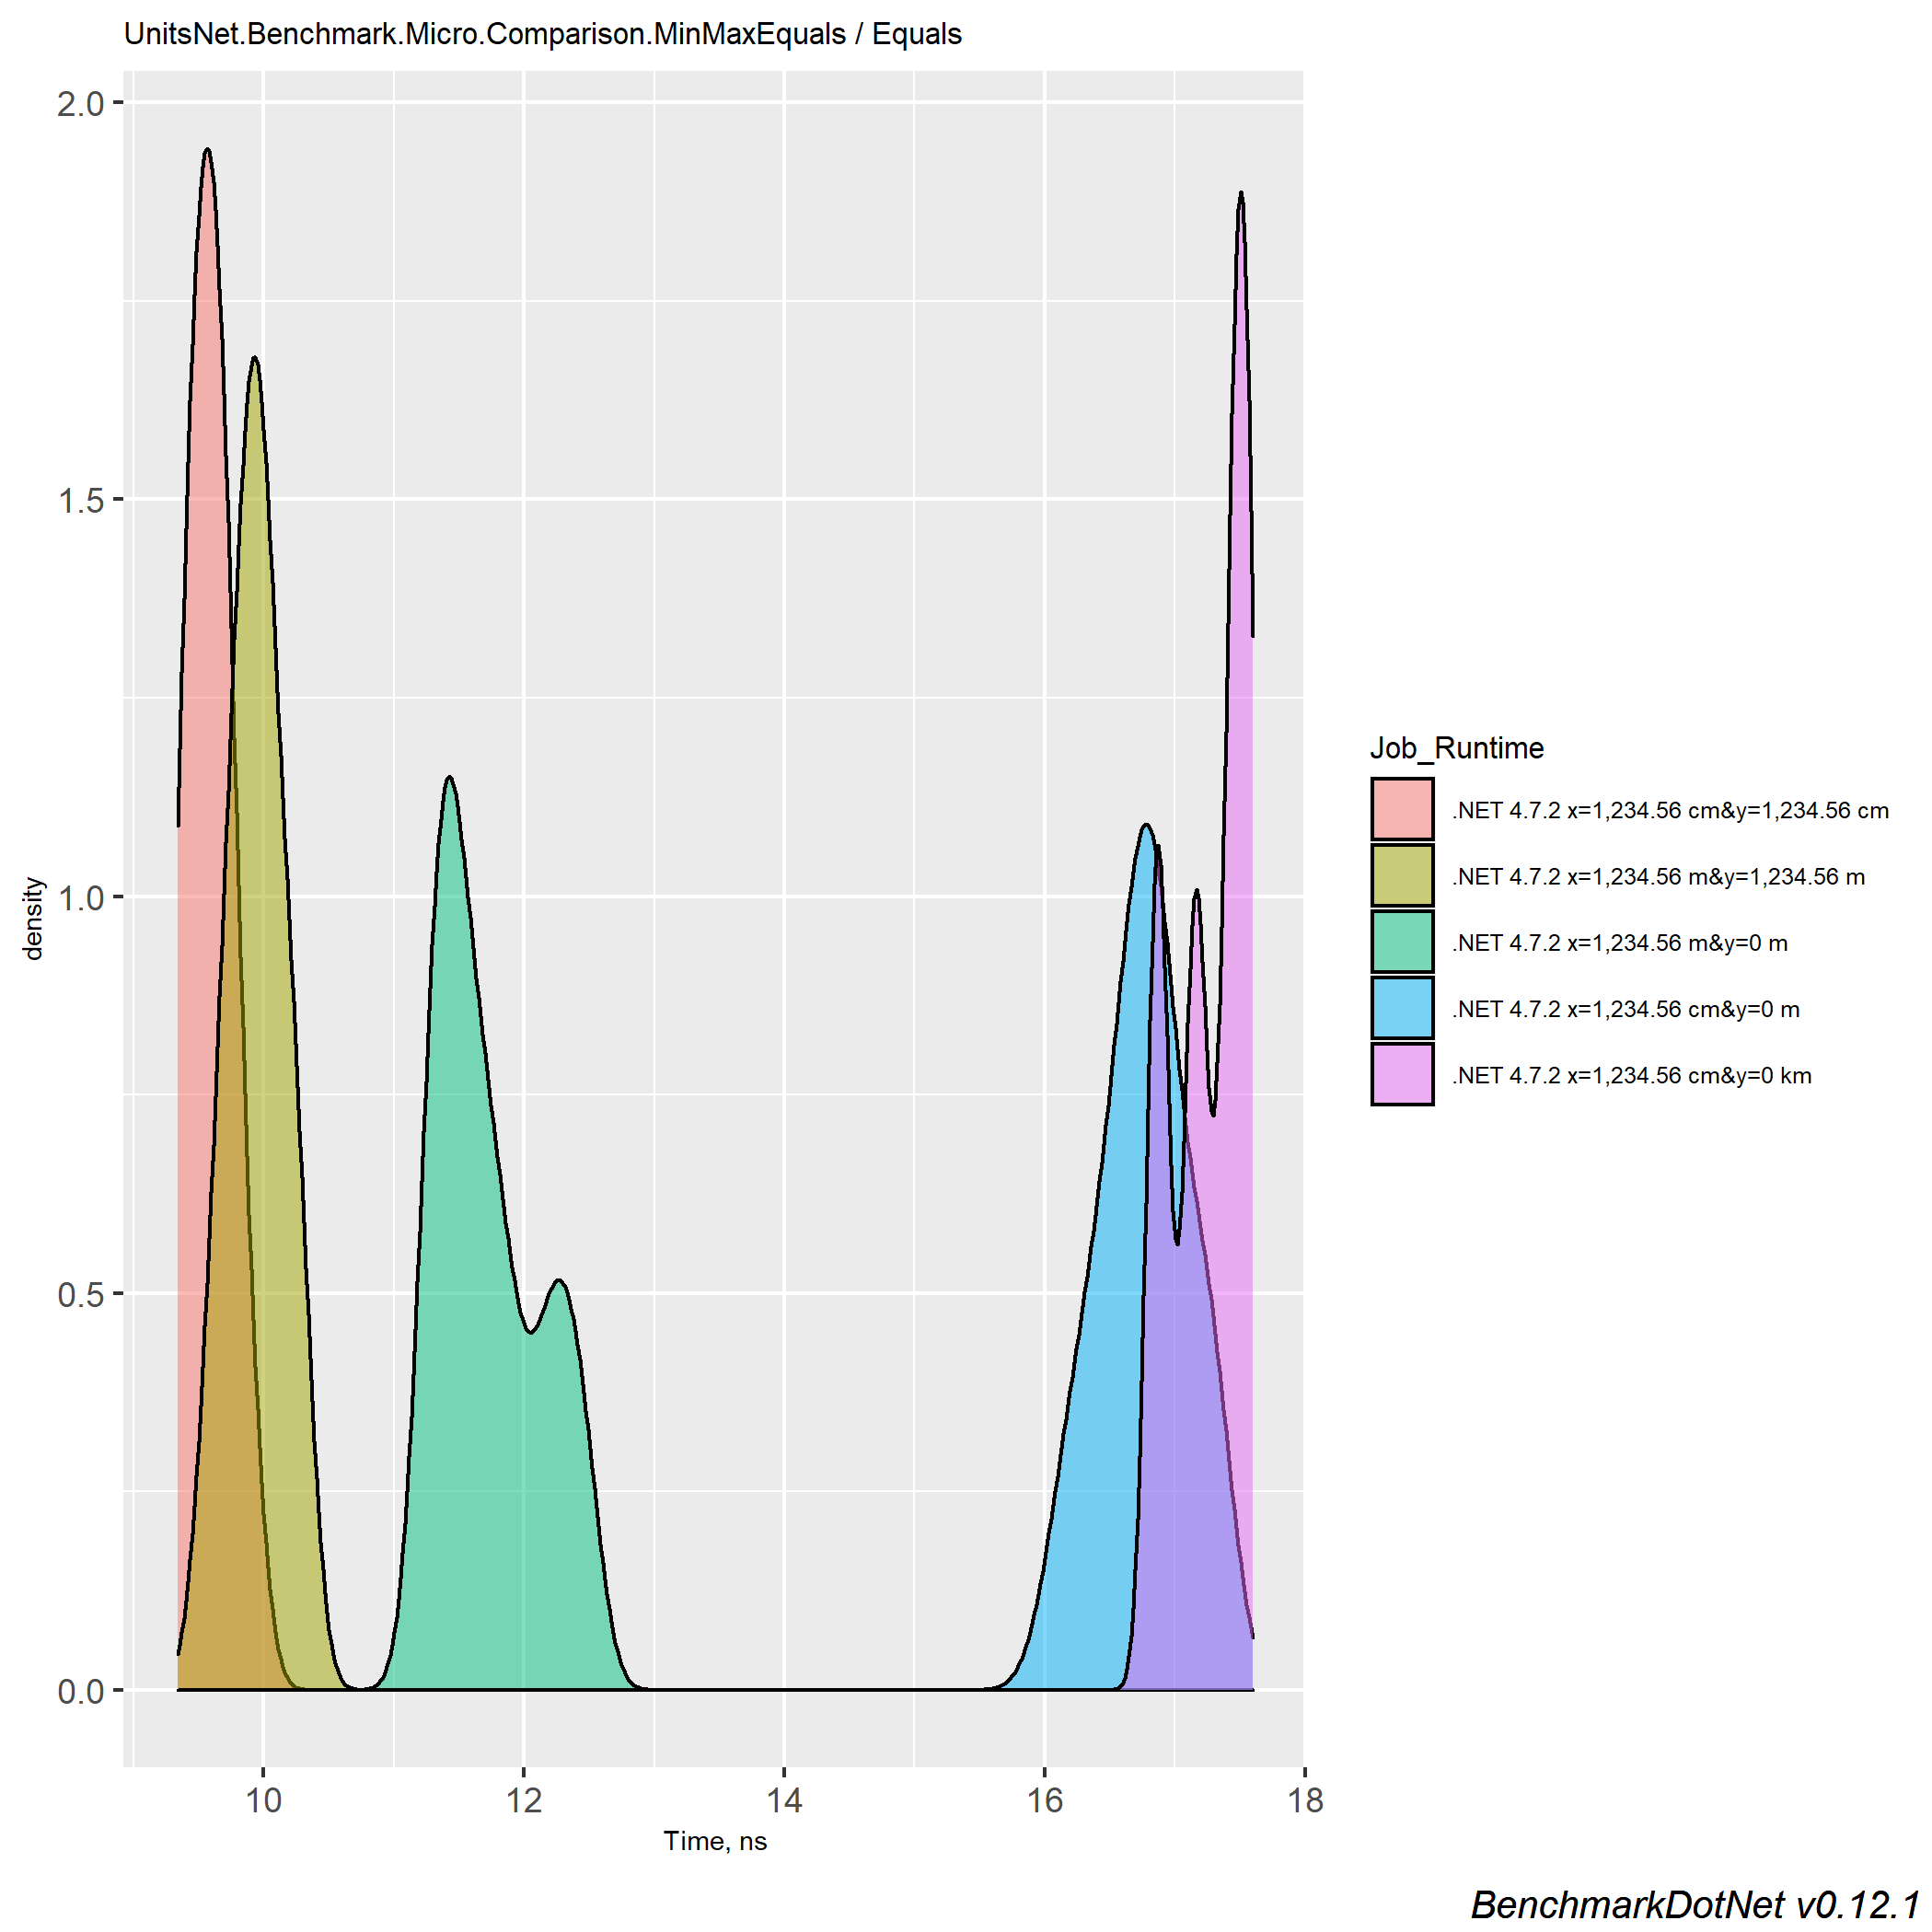 UnitsNet.Benchmark.Micro.Comparison.MinMaxEquals / Equals
2.0
1.5
1.0
0.5
0.0
density
10 12 14 16 18
Time, ns
Job_Runtime
.NET 4.7.2 x=1,234.56 cm&y=1,234.56 cm
.NET 4.7.2 x=1,234.56 m&y=1,234.56 m
.NET 4.7.2 x=1,234.56 m&y=0 m
.NET 4.7.2 x=1,234.56 cm&y=0 m
.NET 4.7.2 x=1,234.56 cm&y=0 km
BenchmarkDotNet v0.12.1